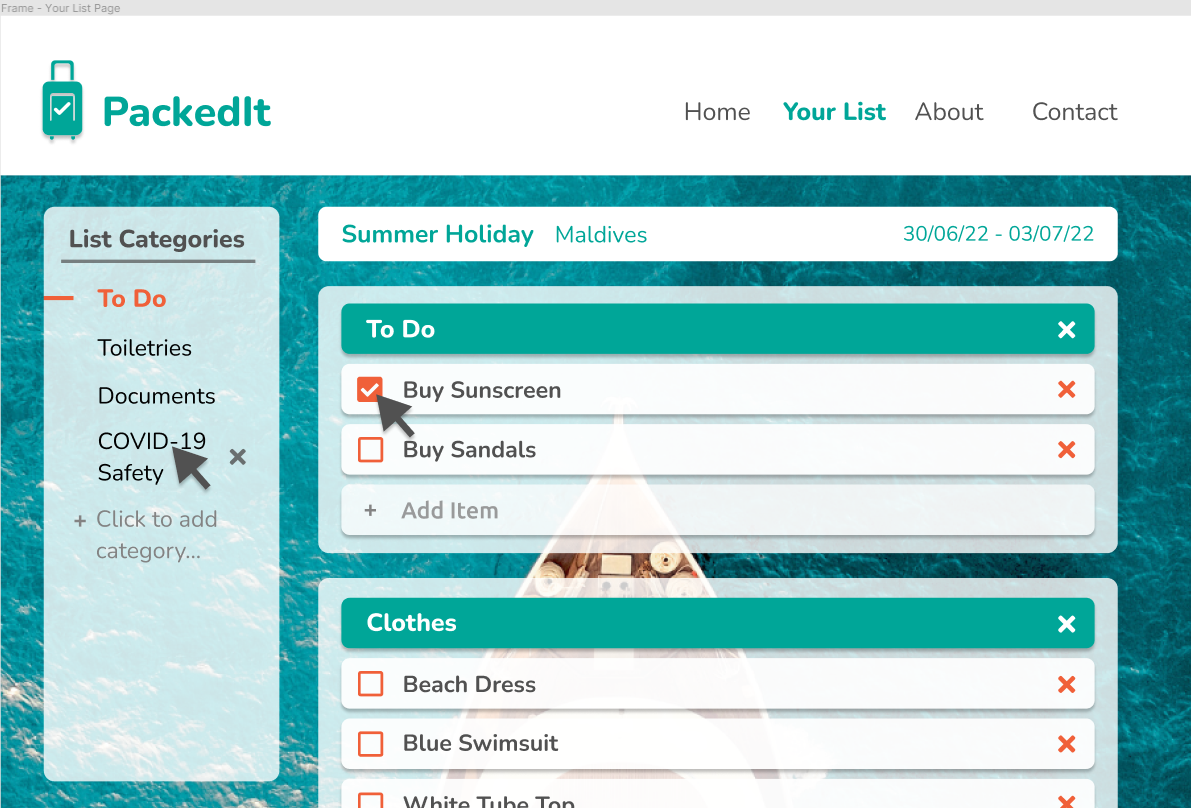 Frame - Your List Page
PackedIt
Home Your List About Contact
List Categories
To Do
Toiletries
Documents
COVID-19
Safety
+ Click to add
category...
Summer Holiday Maldives 30/06/22 - 03/07/22
To Do
Buy Sunscreen
Buy Sandals
+ Add Item
Clothes
Beach Dress
Blue Swimsuit
White Tube Top